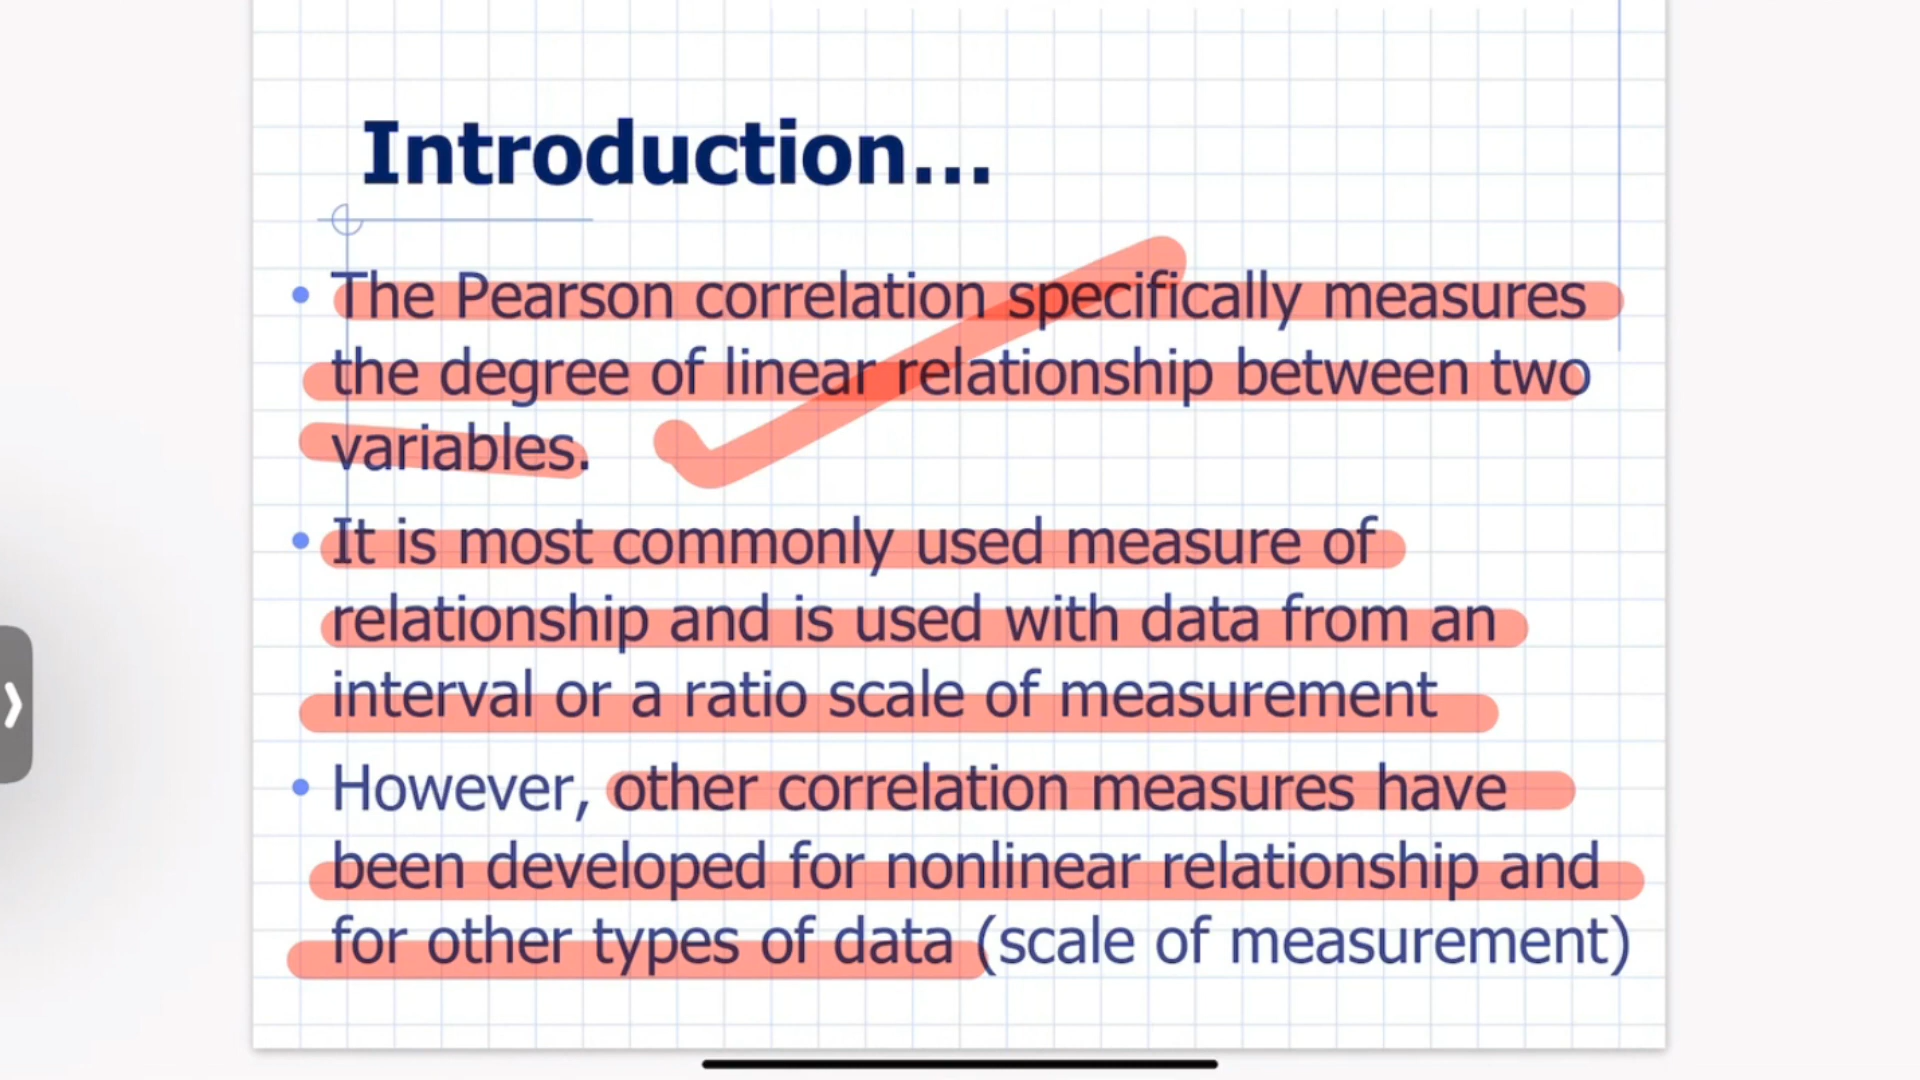 Introduction...
• The Pearson correlation specifically measures
the degree of linear relationship between two
variables.
• It is most commonly used measure of
relationship and is used with data from an
interval or a ratio scale of measurement
• However, other correlation measures have
been developed for nonlinear relationship and
for other types of data (scale of measurement)